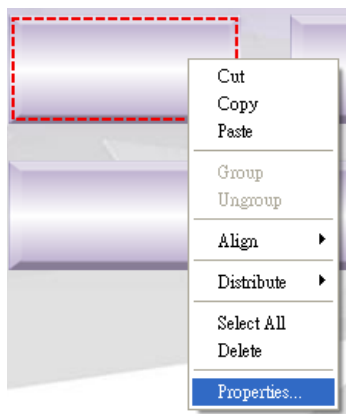 Cut
Copy
Paste
Group
Ungroup
Align
Distribute
Select All
Delete
Properties...